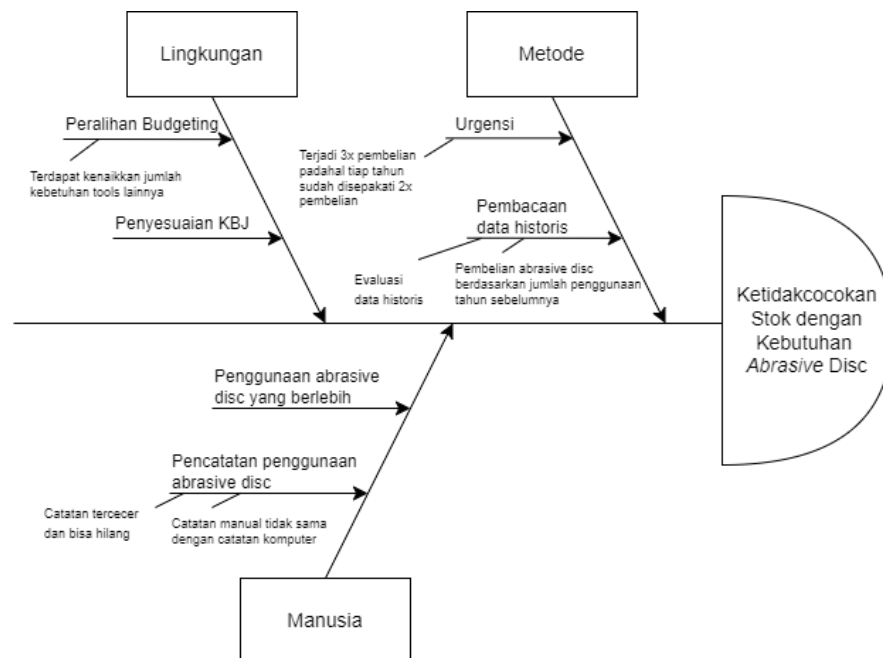 Lingkungan
Metode
Peralihan Budgeting
Terdapat kenaikkan jumlah
kebetuhan tools lainnya
Penyesuaian KBJ
Urgensi
Terjadi 3x pembelian
padahal tiap tahun
sudah disepakati 2x
pembelian
Pembacaan
data historis
Evaluasi
data historis
Pembelian abrasive disc
berdasarkan jumlah penggunaan
tahun sebelumnya
Ketidakcocokan
Stok dengan
Kebutuhan
Abrasive Disc
Penggunaan abrasive
disc yang berlebih
Pencatatan penggunaan
abrasive disc
Catatan tercecer
dan bisa hilang
Catatan manual tidak sama
dengan catatan komputer
Manusia